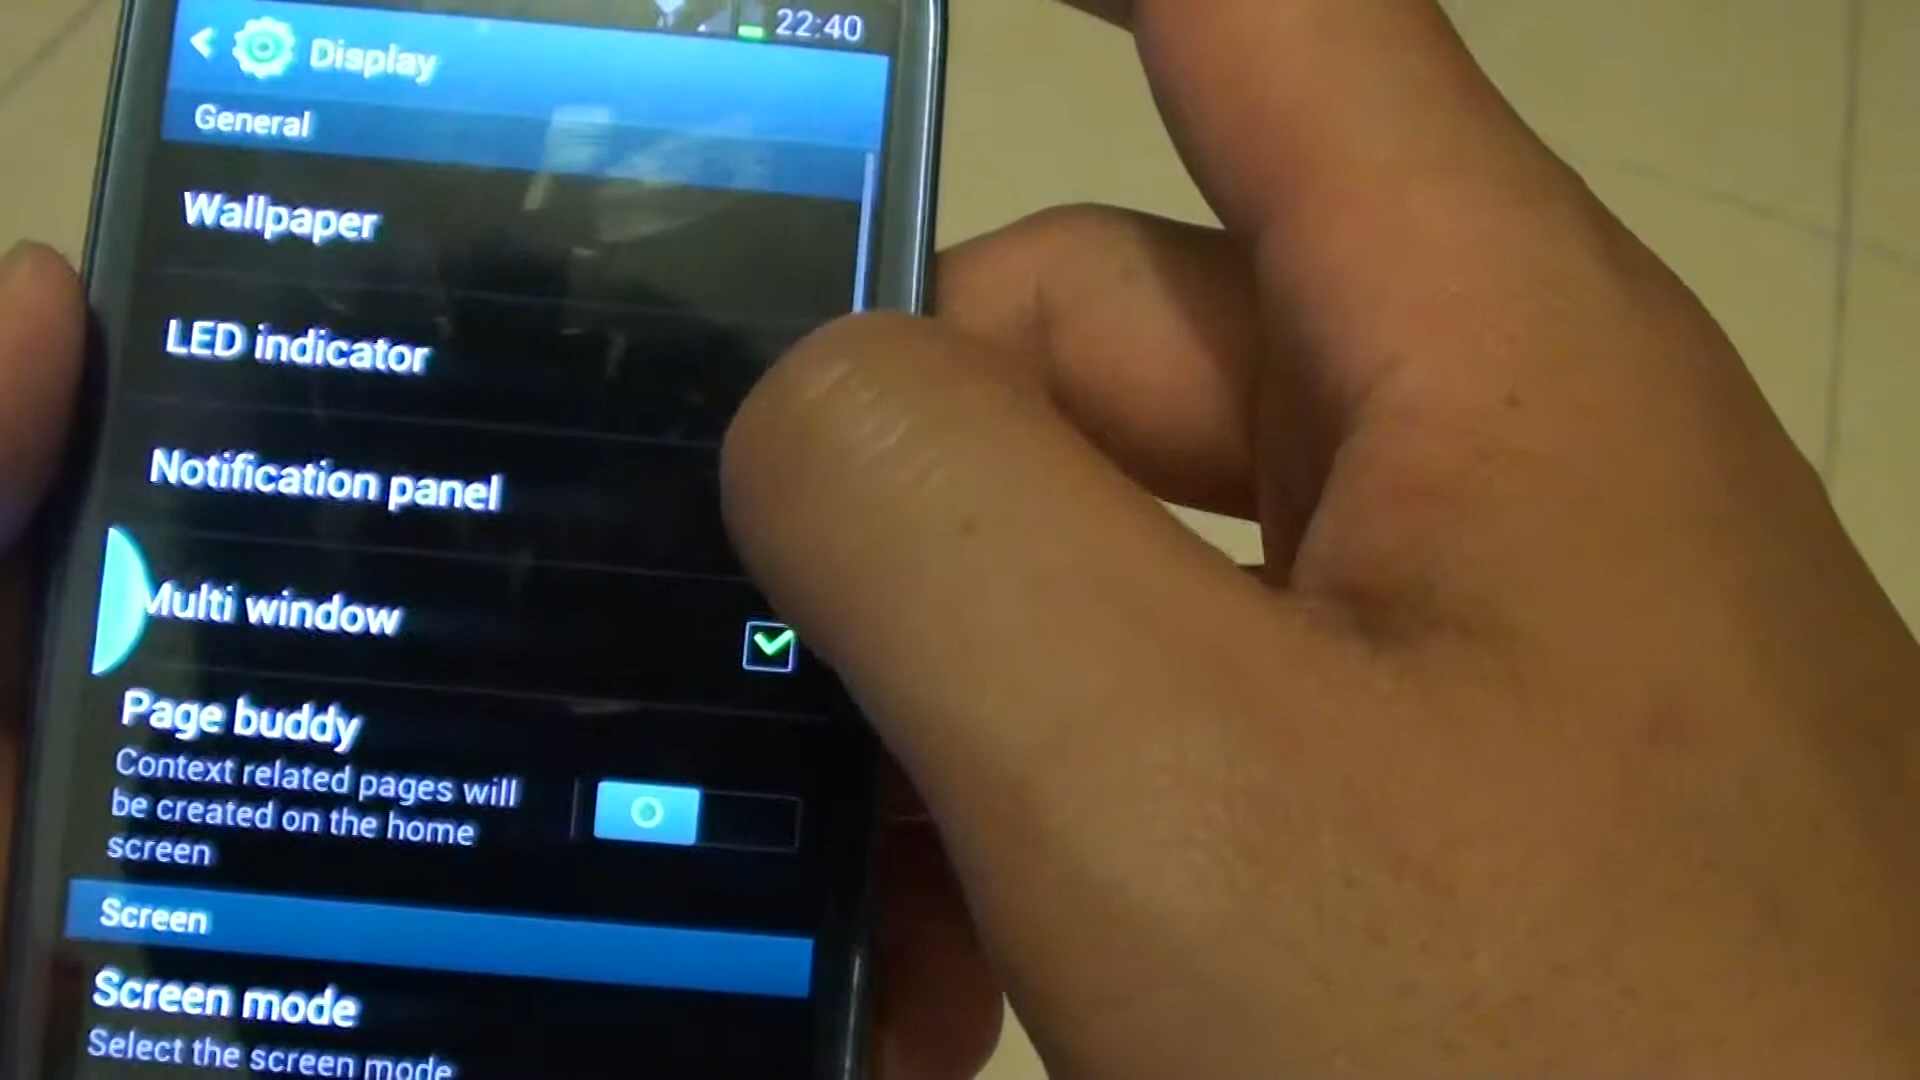 22:40
Display
General
Wallpaper
LED indicator
Notification panel
Multi window
Page buddy
Context related pages will
be created on the home
screen
Screen
Screen mode
Select the screen mode